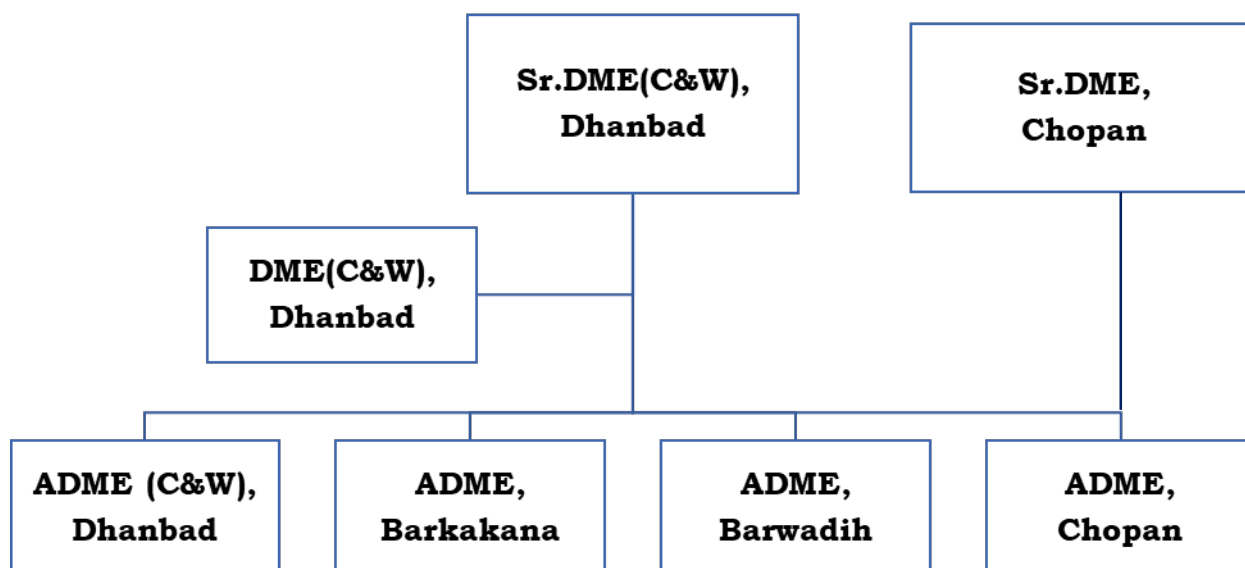 Sr.DME(C&W),
Dhanbad
Sr.DME,
Chopan
DME(C&W),
Dhanbad
ADME (C&W),
Dhanbad
ADME,
Barkakana
ADME,
Barwadih
ADME,
Chopan